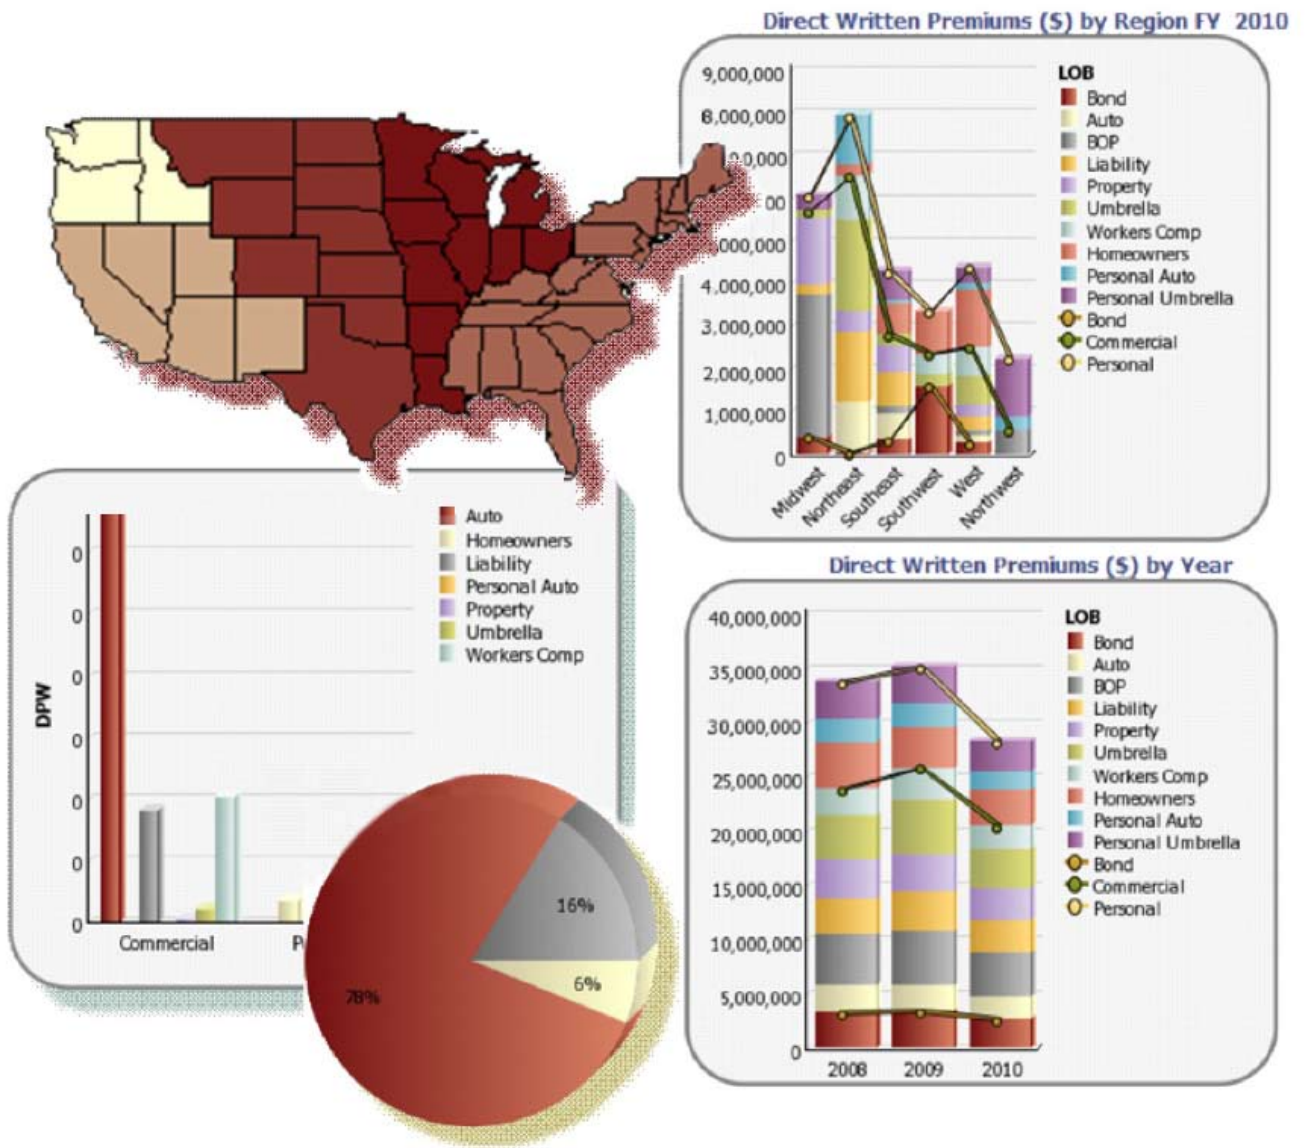 Direct Written Premiums ($) by Region FY 2010
9,000,000
8,000,000
0,000
00
,000,000
4,000,000
3,000,000
2,000,000
1,000,000
0
Midwest
Northeast
Southeast
Southwest
West
Northwest
LOB
Bond
Auto
BOP
Liability
Property
Umbrella
Workers Comp
Homeowners
Personal Auto
Personal Umbrella
Bond
Commercial
Personal
DPW
0
0
0
0
0
0
0
Commercial
P
Auto
Homeowners
Liability
Personal Auto
Property
Umbrella
Workers Comp
16%
6%
78%
Direct Written Premiums ($) by Year
40,000,000
35,000,000
30,000,000
25,000,000
20,000,000
15,000,000
10,000,000
5,000,000
0
2008
2009
2010
LOB
Bond
Auto
BOP
Liability
Property
Umbrella
Workers Comp
Homeowners
Personal Auto
Personal Umbrella
Bond
Commercial
Personal